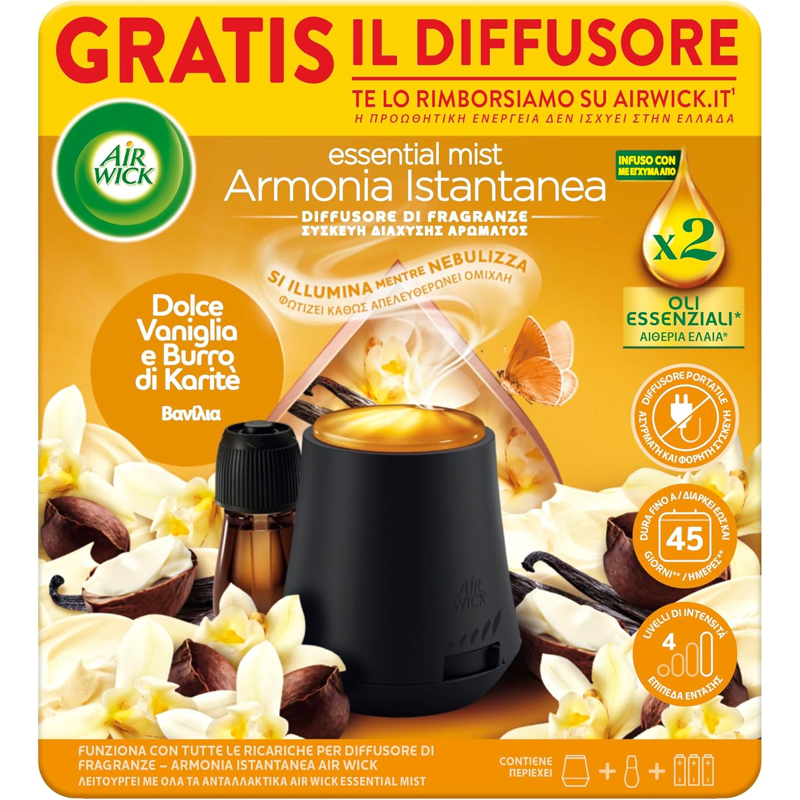 GRATIS IL DIFFUSORE
TE LO RIMBORSIAMO SU AIRWICK.IT¹
Η ΠΡΟΩΘΗΤΙΚΗ ΕΝΕΡΓΕΙΑ ΔΕΝ ΙΣΧΥΕΙ ΣΤΗΝ ΕΛΛΑΔΑ
AIR
WICK
essential mist
Armonia Istantanea
DIFFUSORE DI FRAGRANZE
ΣΥΣΚΕΥΗ ΔΙΑΧΥΣΗΣ ΑΡΩΜΑΤΟΣ
INFUSO CON
ΜΕ ΕΓΧΥΜΑ ΑΠΟ
x2
OLI
ESSENZIALI*
ΑΙΘΕΡΙΑ ΕΛΑΙΑ*
SI ILLUMINA MENTRE NEBULIZZA
ΦΩΤΙΖΕΙ ΚΑΘΩΣ ΑΠΕΛΕΥΘΕΡΩΝΕΙ ΟΜΙΧΛΗ
Dolce
Vaniglia
e Burro
di Karitè
Βανίλια
DIFFUSORE PORTATILE
ΑΣΥΡΜΑΤΗ ΚΑΙ ΦΟΡΗΤΗ ΣΥΣΚΕΥΗ
DURA FINO A / ΔΙΑΡΚΕΙ ΕΩΣ ΚΑΙ
45
GIORNI** / ΗΜΕΡΕΣ**
AIR
WICK
LIVELLI DI INTENSITÀ
4
ΕΠΙΠΕΔΑ ΕΝΤΑΣΗΣ
FUNZIONA CON TUTTE LE RICARICHE PER DIFFUSORE DI
FRAGRANZE – ARMONIA ISTANTANEA AIR WICK
ΛΕΙΤΟΥΡΓΕΙ ΜΕ ΟΛΑ ΤΑ ΑΝΤΑΛΛΑΚΤΙΚΑ AIR WICK ESSENTIAL MIST
CONTIENE
ΠΕΡΙΕΧΕΙ
+ +